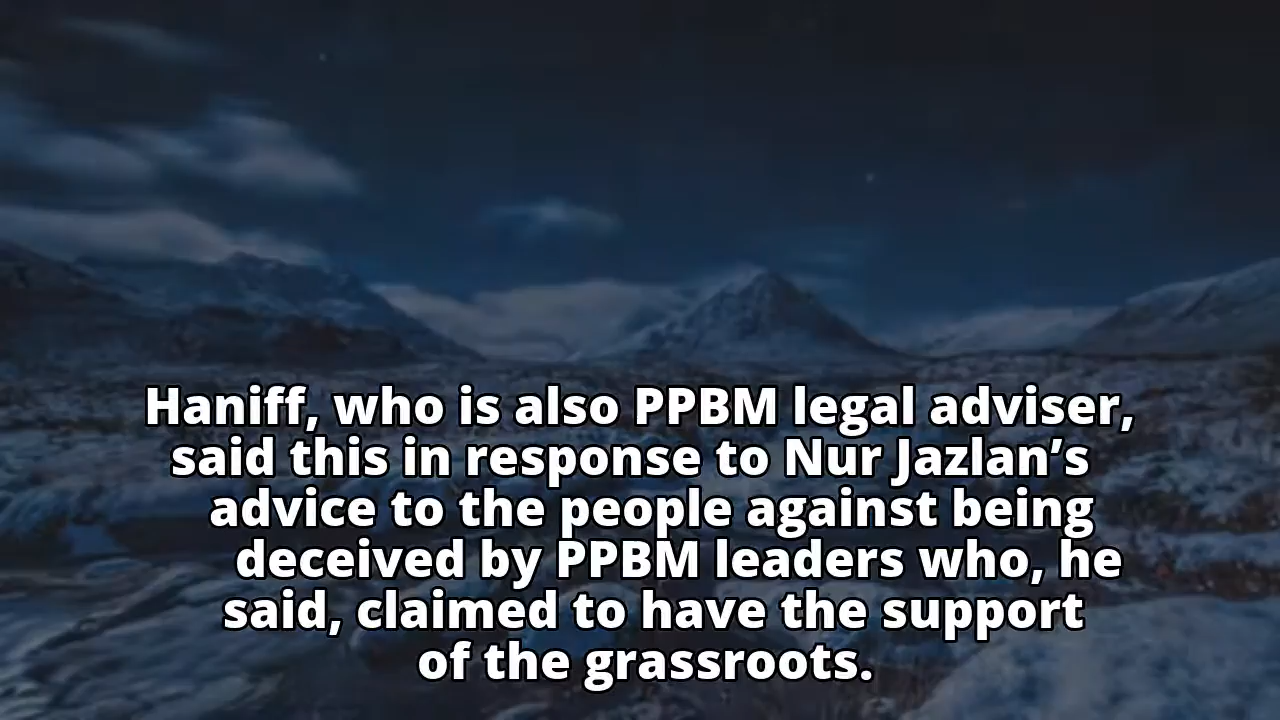 Haniff, who is also PPBM legal adviser,
said this in response to Nur Jazlan’s
advice to the people against being
deceived by PPBM leaders who, he
said, claimed to have the support
of the grassroots.